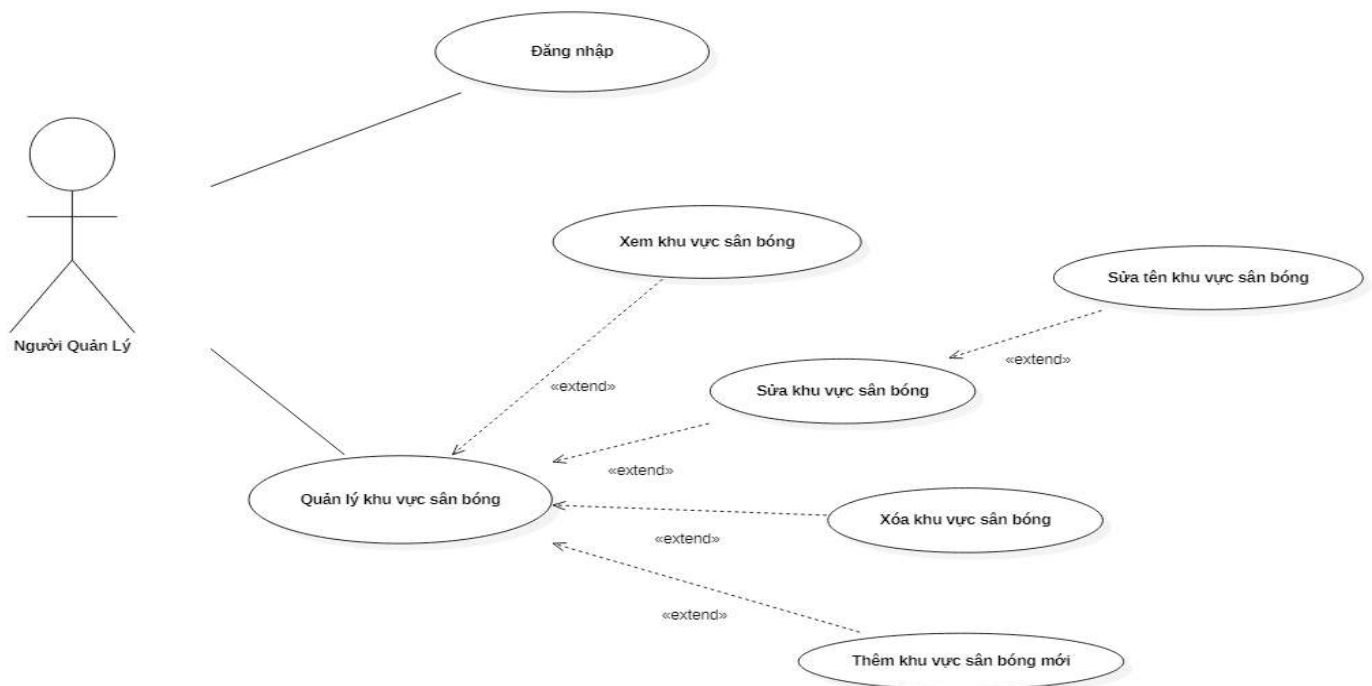 Đăng nhập
Xem khu vực sân bóng
Sửa tên khu vực sân bóng
Người Quản Lý
«extend»
«extend»
Sửa khu vực sân bóng
«extend»
Quản lý khu vực sân bóng
Xóa khu vực sân bóng
«extend»
«extend»
Thêm khu vực sân bóng mới